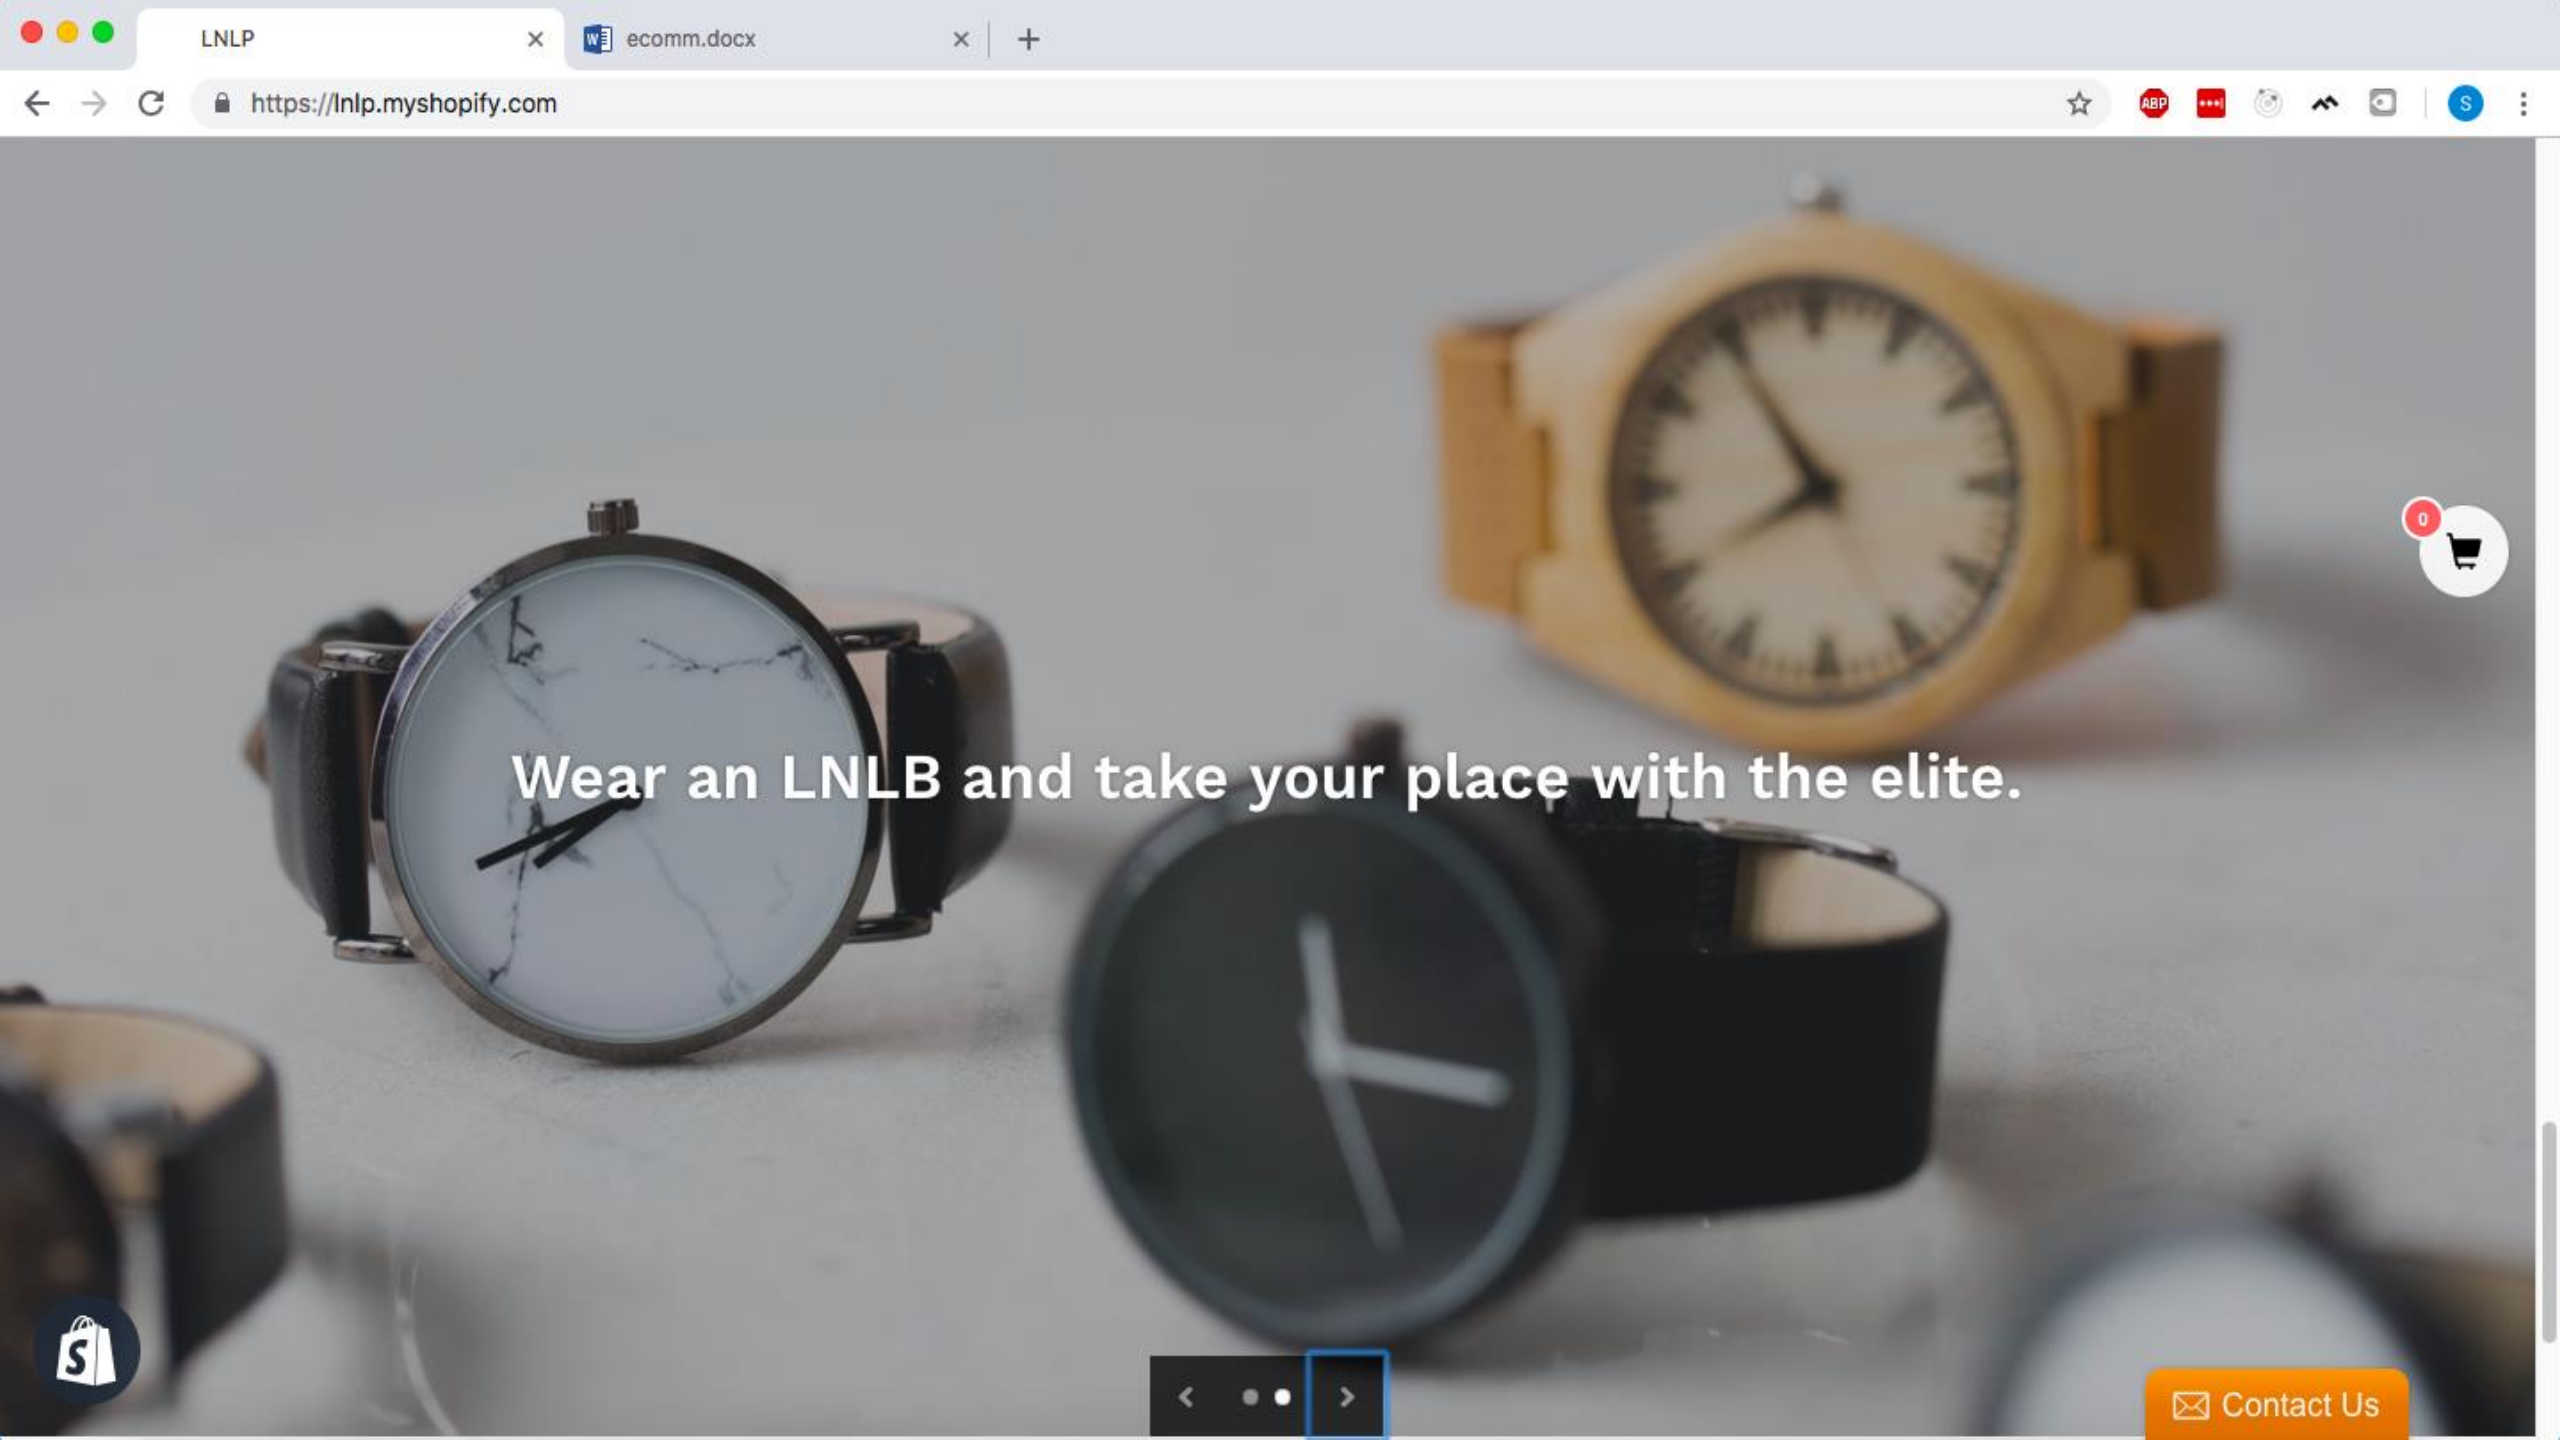 LNLP
ecomm.docx
https://lnlp.myshopify.com
ABP
S
0
Wear an LNLB and take your place with the elite.
Contact Us